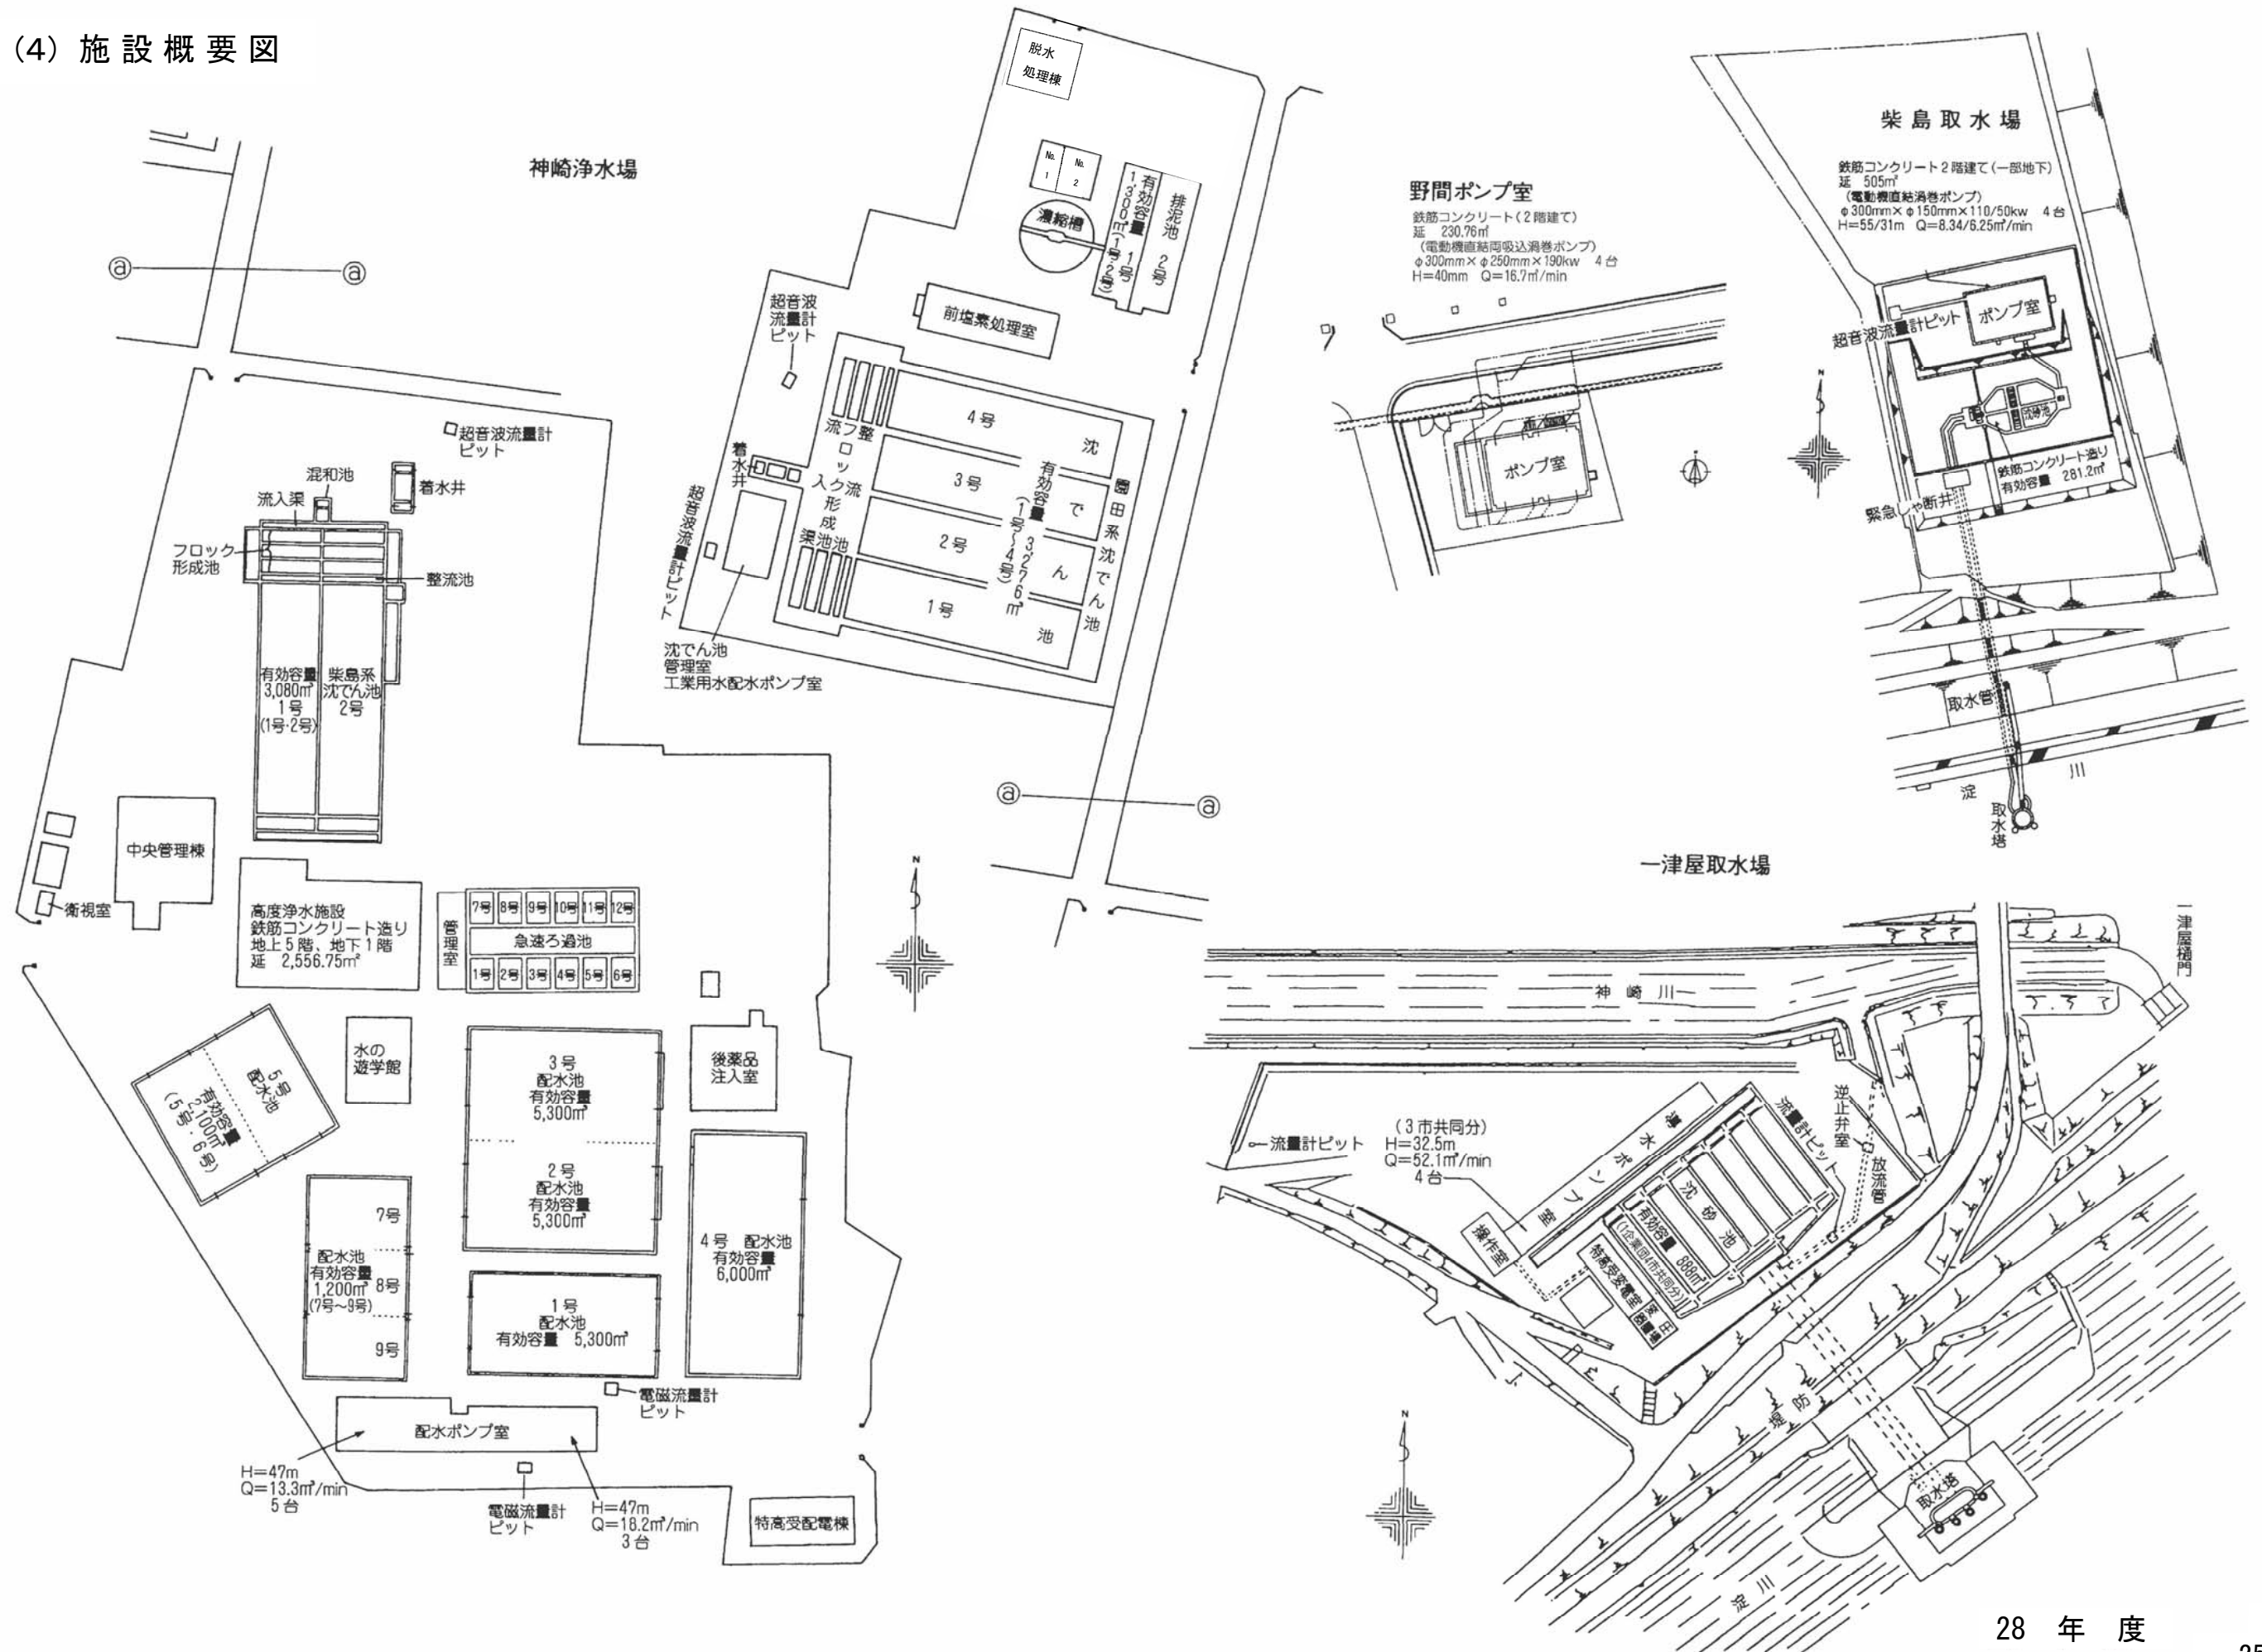 (4) 施設概要図
神崎浄水場
脱水
処理棟
No.
1
No.
2
濃縮槽
排泥池 2号
有効容量 1号
1,300㎥(1号・2号)
前塩素処理室
超音波
流量計
ピット
着水井
超音波流量計ピット
流入渠
フロック形成池
整流池
4号
3号
2号
1号
沈でん池
有効容量 3,276㎥
(1号~4号)
園田系沈でん池
沈でん池
管理室
工業用水配水ポンプ室
ⓐ
ⓐ
ⓐ
ⓐ
超音波流量計
ピット
着水井
混和池
流入渠
フロック
形成池
整流池
有効容量
3,080㎥
1号
(1号·2号)
柴島系
沈でん池
2号
中央管理棟
衛視室
高度浄水施設
鉄筋コンクリート造り
地上5階、地下1階
延 2,556.75㎡
管理室
7号 8号 9号 10号 11号 12号
急速ろ過池
1号 2号 3号 4号 5号 6号
N
5号
配水池
有効容量
2,100㎥
(5号・6号)
水の
遊学館
3号
配水池
有効容量
5,300㎥
2号
配水池
有効容量
5,300㎥
後薬品
注入室
4号 配水池
有効容量
6,000㎥
7号
配水池
有効容量
1,200㎥
(7号~9号)
8号
9号
1号
配水池
有効容量 5,300㎥
電磁流量計
ピット
配水ポンプ室
H=47m
Q=13.3㎥/min
5台
電磁流量計
ピット
H=47m
Q=18.2㎥/min
3台
特高受配電棟
野間ポンプ室
鉄筋コンクリート(2階建て)
延 230.76㎡
(電動機直結両吸込渦巻ポンプ)
φ300mm×φ250mm×190kw 4台
H=40mm Q=16.7㎥/min
ポンプ室
柴島取水場
鉄筋コンクリート2階建て(一部地下)
延 505㎡
(電動機直結渦巻ポンプ)
φ300mm×φ150mm×110/50kw 4台
H=55/31m Q=8.34/6.25㎥/min
ポンプ室
超音波流量計ピット
N
沈砂池
鉄筋コンクリート造り
有効容量 281.2㎥
緊急しゃ断井
取水管
淀川
取水塔
一津屋取水場
一津屋樋門
神崎川
流量計ピット
(3市共同分)
H=32.5m
Q=52.1㎥/min
4台
導水ポンプ室
操作室
流量計ピット
逆止弁室
放流管
沈砂池
有効容量 888㎥
(1企業団4市共同分)
特高受変電室
変圧器置場
N
堤防
取水塔
淀川
28 年 度